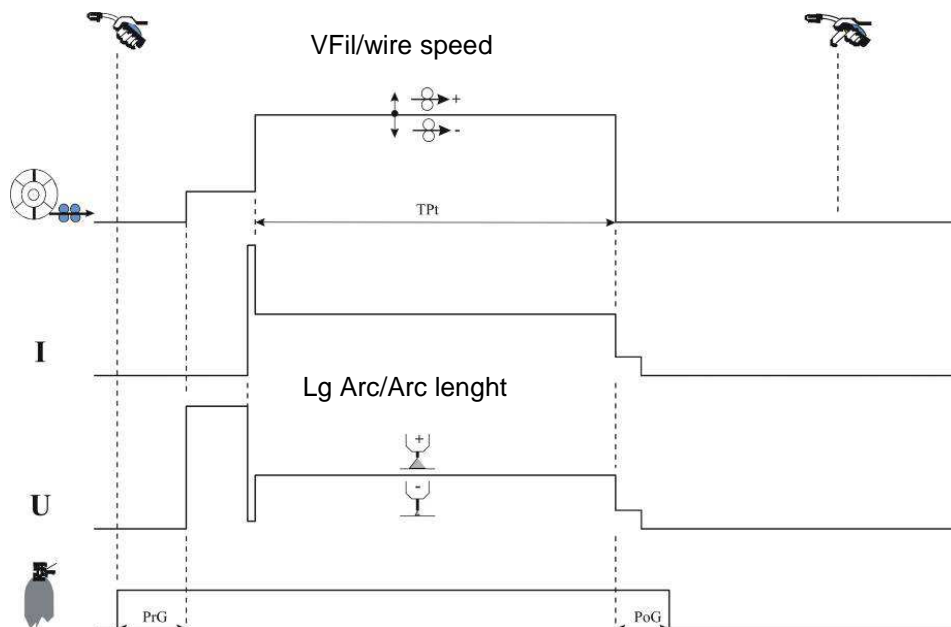 VFil/wire speed
+
-
TPt
I
Lg Arc/Arc lenght
+
-
U
PrG
PoG